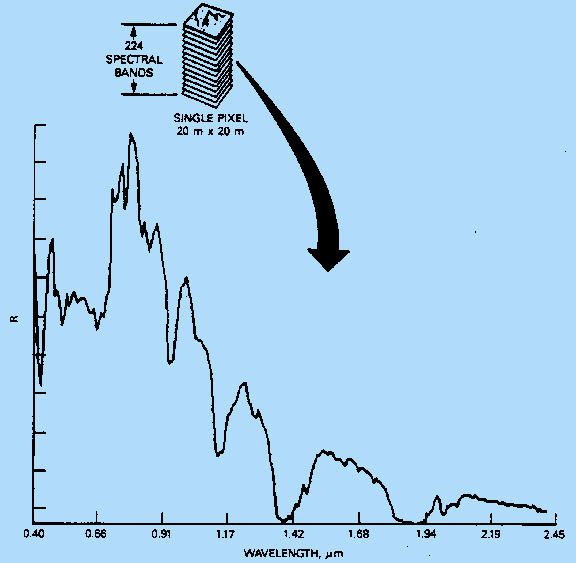 224
SPECTRAL
BANDS
SINGLE PIXEL
20 m x 20 m
R
0.40 0.66 0.91 1.17 1.42 1.68 1.94 2.19 2.45
WAVELENGTH, μm